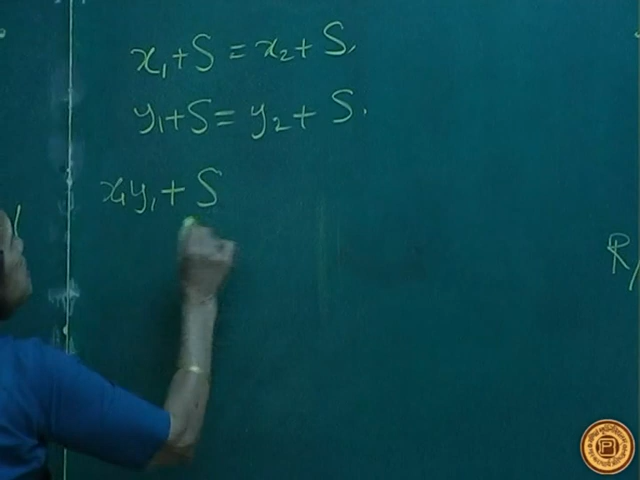 x₁+S = x₂+S,
y₁+S = y₂+S.
x₁y₁+S
R/